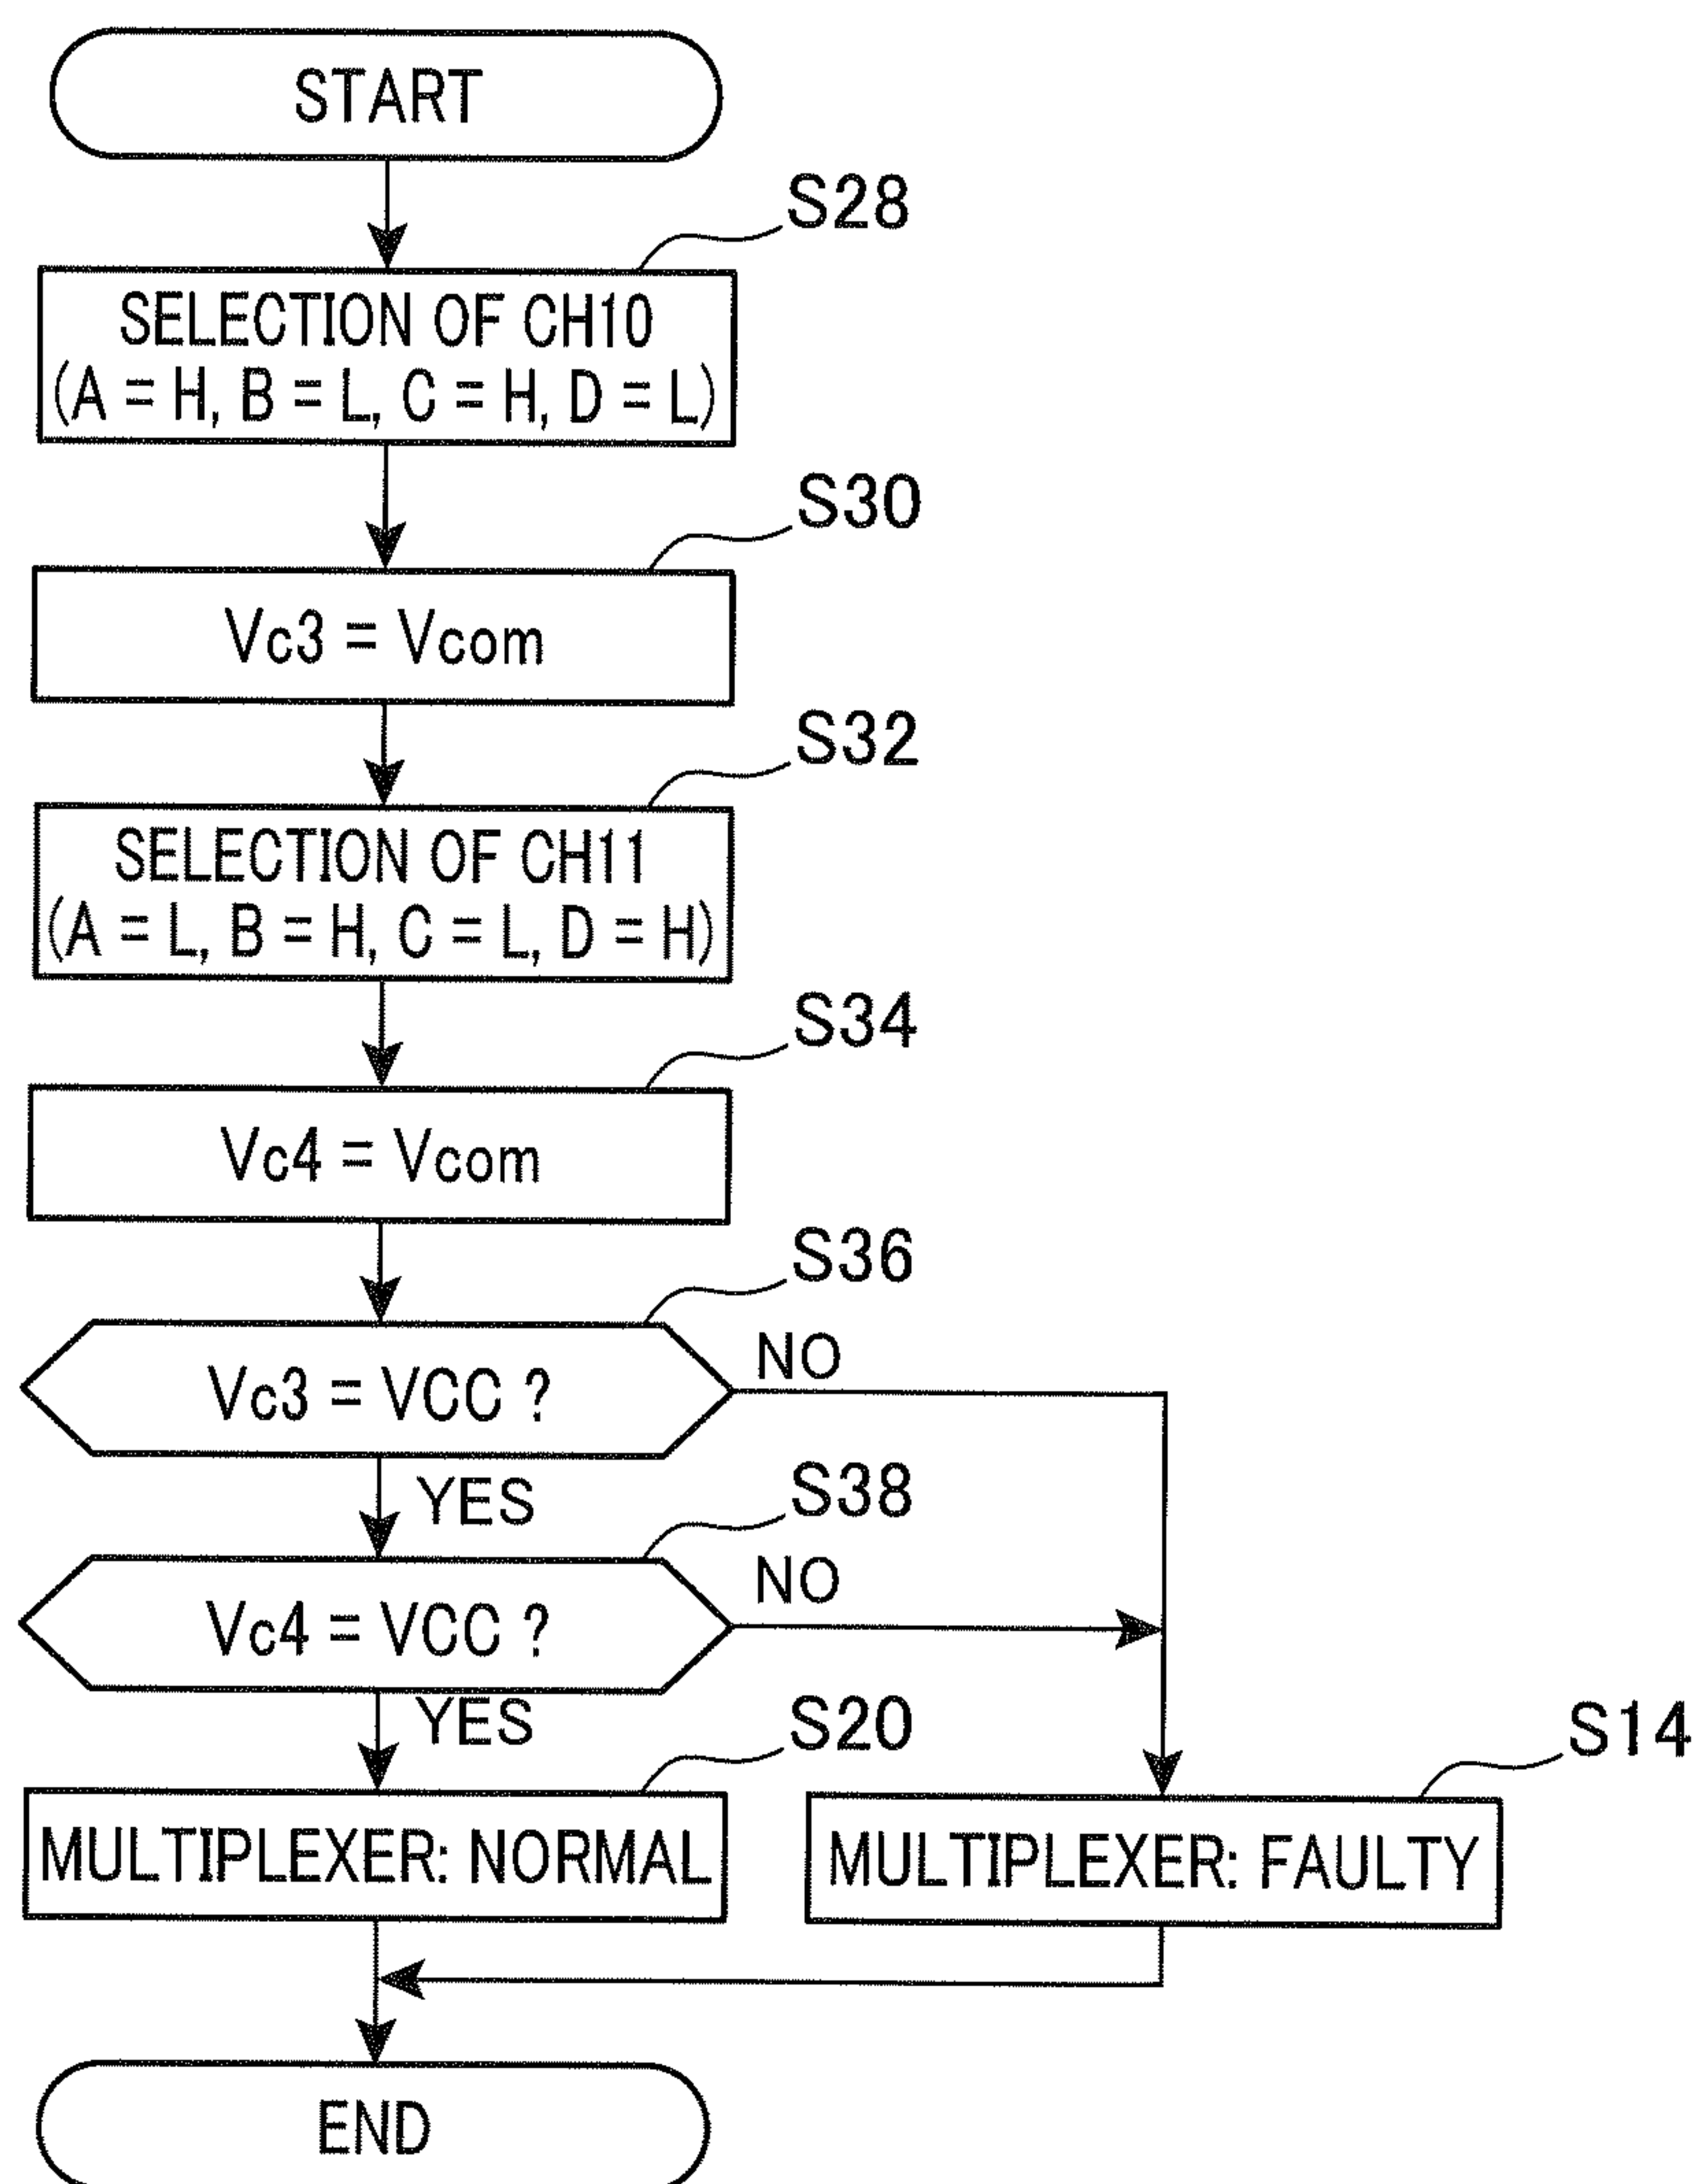 START
S28
SELECTION OF CH10
(A = H, B = L, C = H, D = L)
S30
Vc3 = Vcom
S32
SELECTION OF CH11
(A = L, B = H, C = L, D = H)
S34
Vc4 = Vcom
S36
Vc3 = VCC ?
NO
YES
S38
Vc4 = VCC ?
NO
YES
S20
MULTIPLEXER: NORMAL
S14
MULTIPLEXER: FAULTY
END